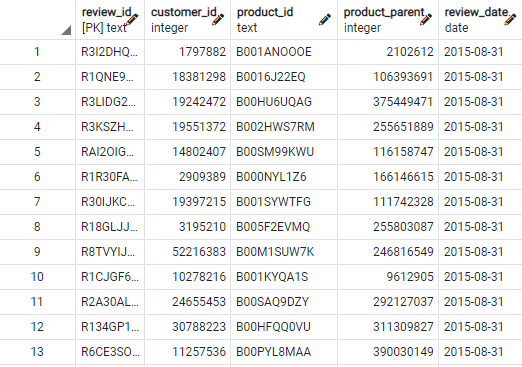 review_id customer_id product_id product_parent review_date
[PK] text integer text integer date
1 R3I2DHQ... 1797882 B001ANOOOE 2102612 2015-08-31
2 R1QNE9... 18381298 B0016J22EQ 106393691 2015-08-31
3 R3LIDG2... 19242472 B00HU6UQAG 375449471 2015-08-31
4 R3KSZH... 19551372 B002HWS7RM 255651889 2015-08-31
5 RAI2OIG... 14802407 B00SM99KWU 116158747 2015-08-31
6 R1R30FA... 2909389 B000NYL1Z6 166146615 2015-08-31
7 R30IJKC... 19397215 B001SYWTFG 111742328 2015-08-31
8 R18GLJJ... 3195210 B005F2EVMQ 255803087 2015-08-31
9 R8TVYIJ... 52216383 B00M1SUW7K 246816549 2015-08-31
10 R1CJGF6... 10278216 B001KYQA1S 9612905 2015-08-31
11 R2A30AL... 24655453 B00SAQ9DZY 292127037 2015-08-31
12 R134GP1... 30788223 B00HFQQ0VU 311309827 2015-08-31
13 R6CE3SO... 11257536 B00PYL8MAA 390030149 2015-08-31